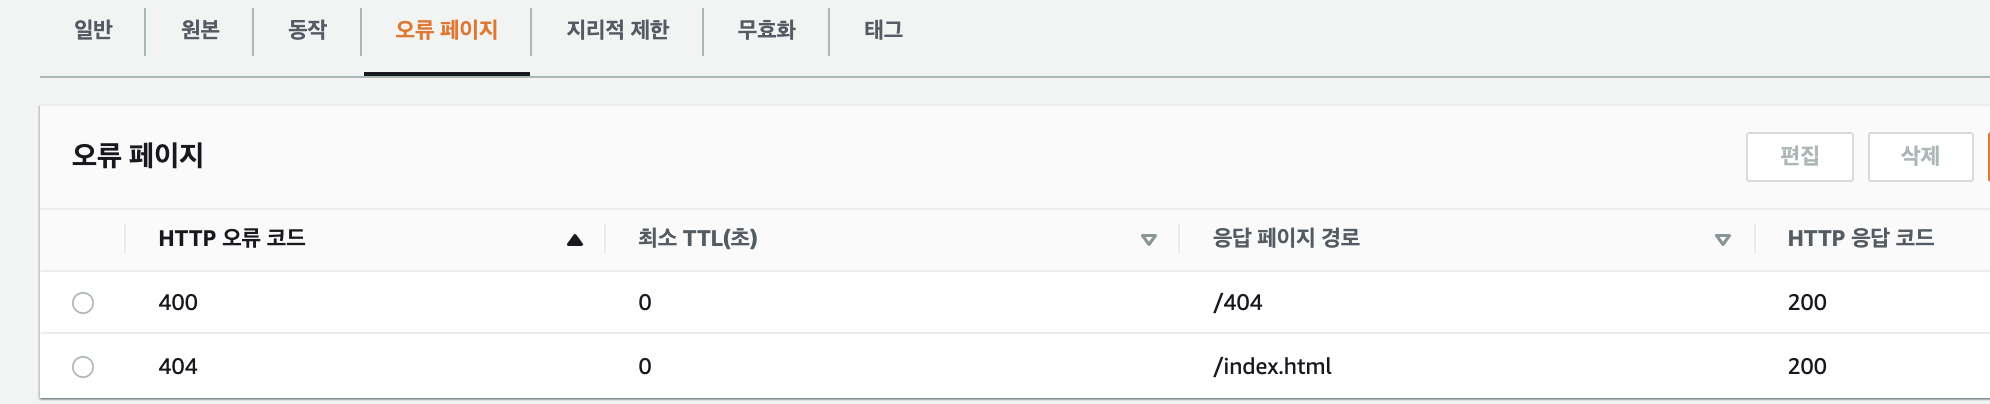 일반 원본 동작 오류 페이지 지리적 제한 무효화 태그
오류 페이지 편집 삭제
HTTP 오류 코드 최소 TTL(초) 응답 페이지 경로 HTTP 응답 코드
400 0 /404 200
404 0 /index.html 200